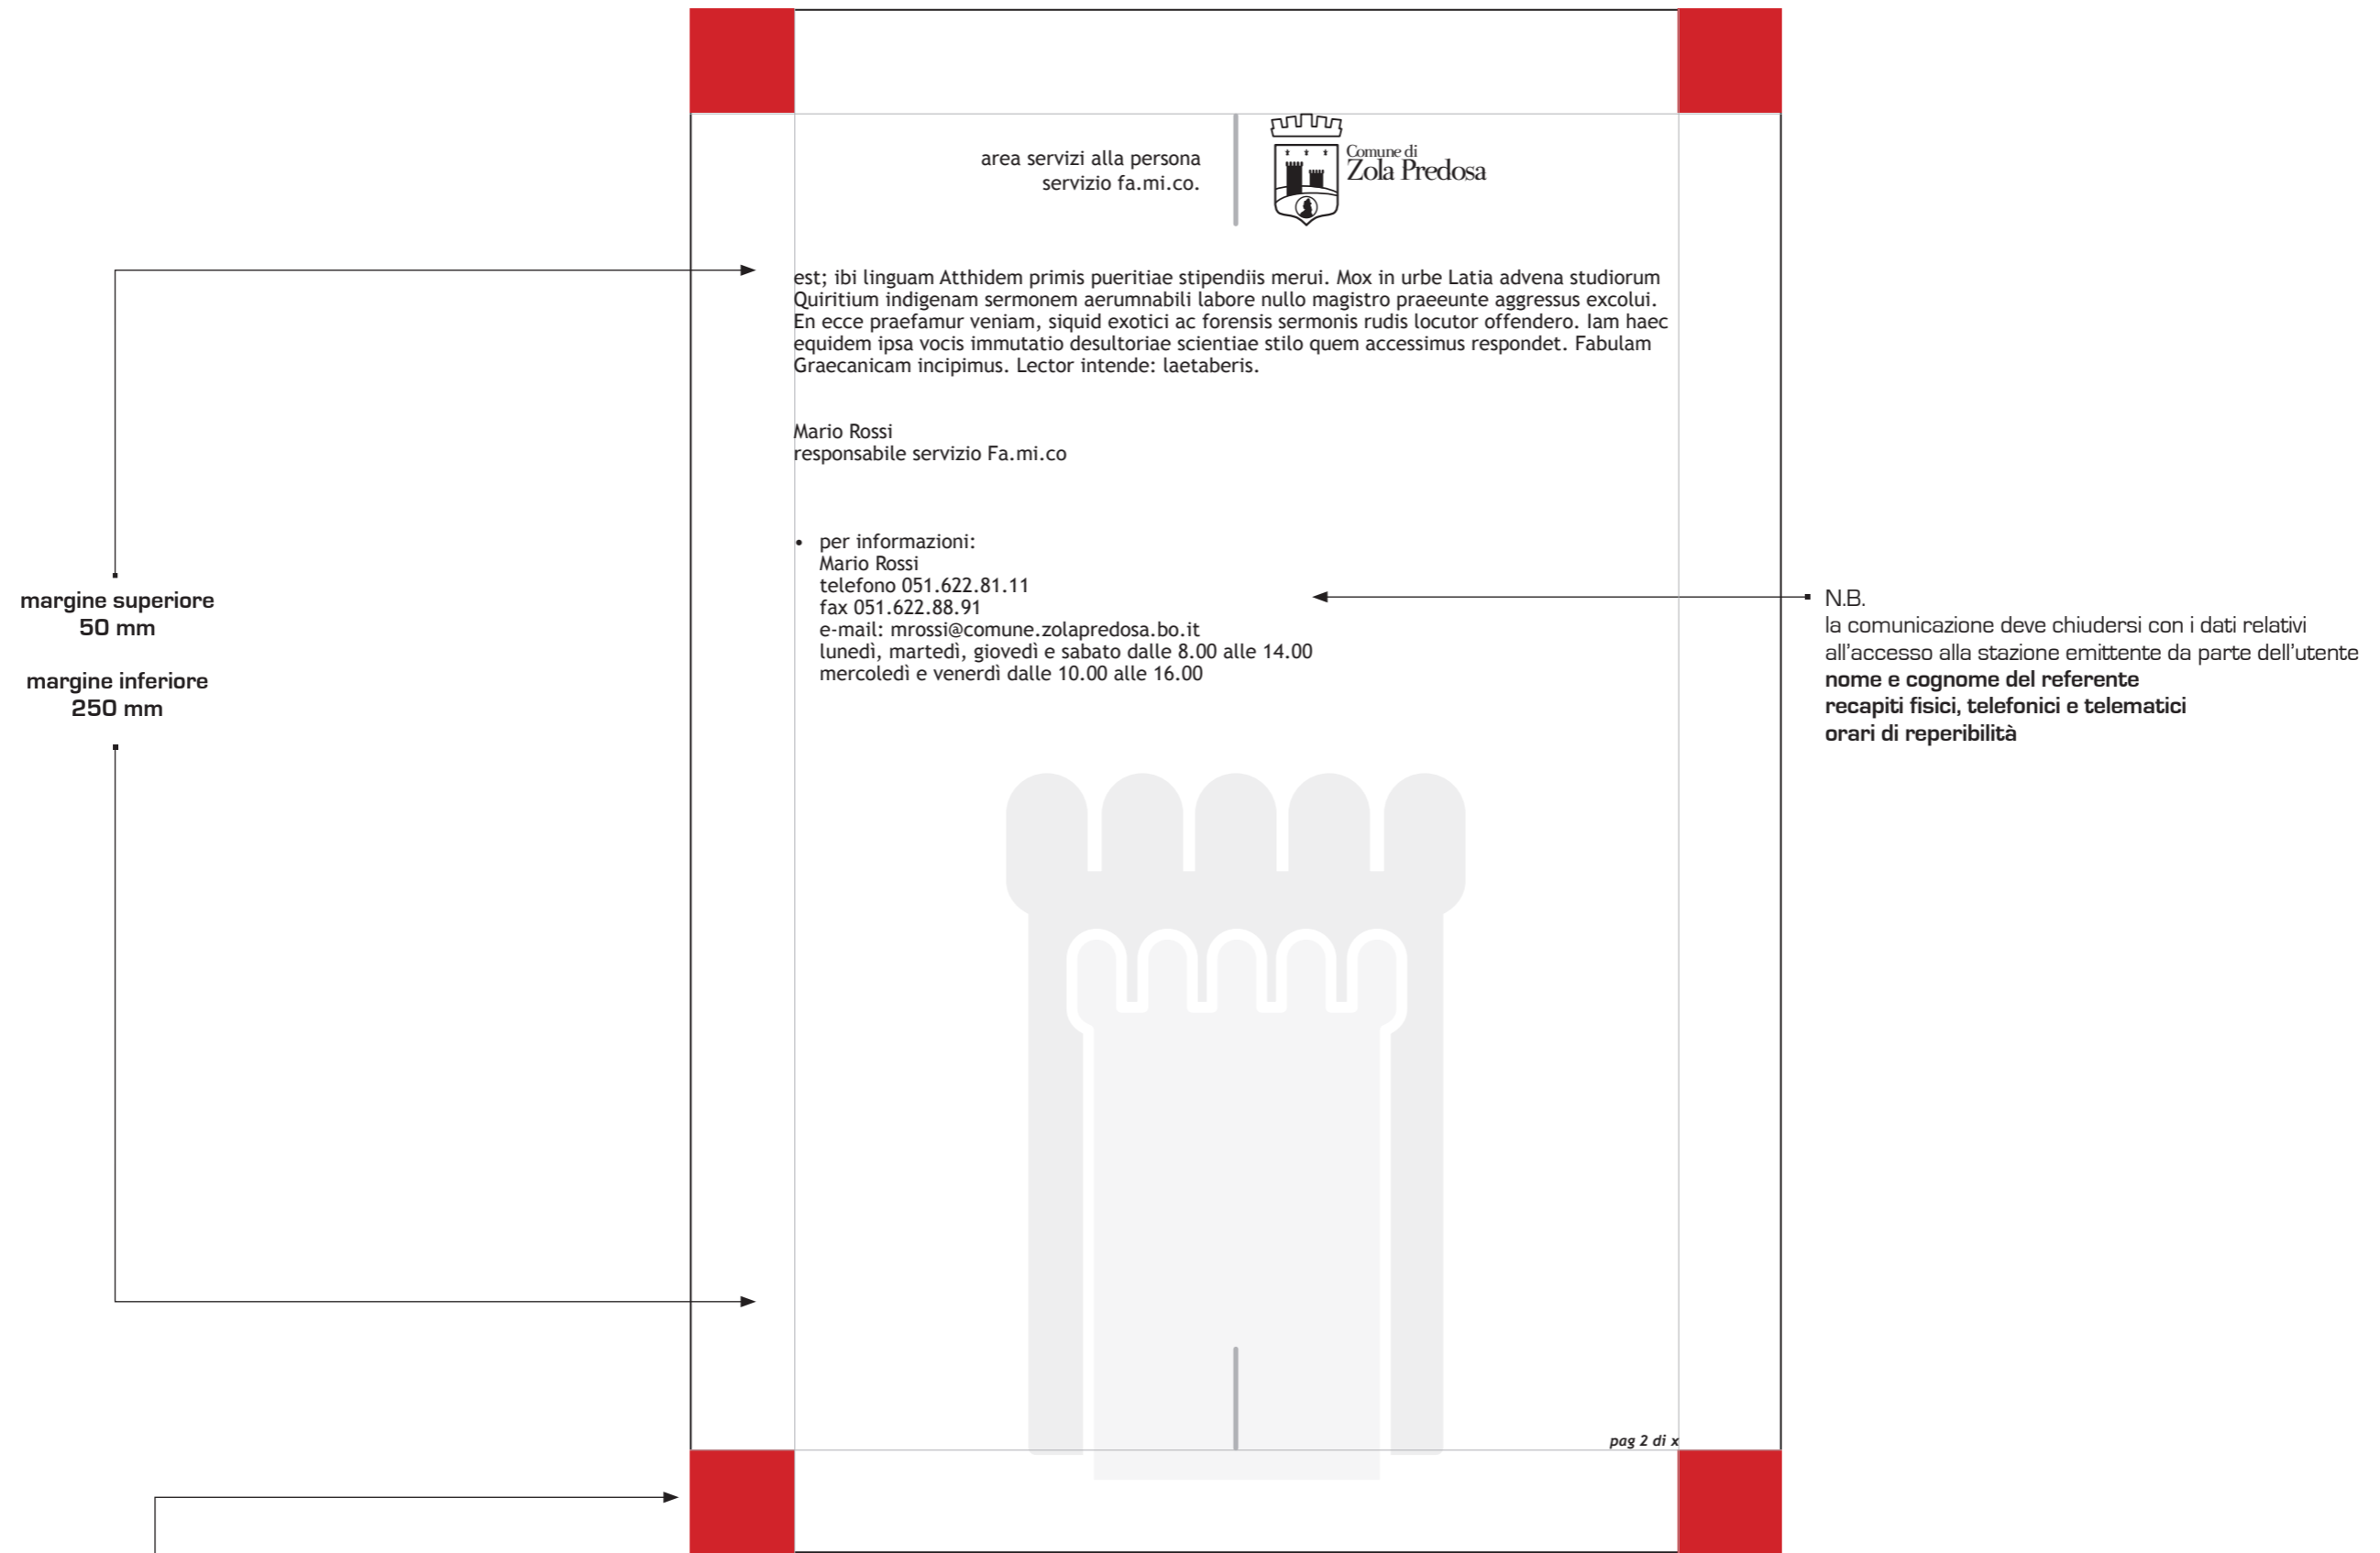 area servizi alla persona
servizio fa.mi.co.
Comune di
Zola Predosa
est; ibi linguam Atthidem primis pueritiae stipendiis merui. Mox in urbe Latia advena studiorum
Quiritium indigenam sermonem aerumnabili labore nullo magistro praeeunte aggressus excolui.
En ecce praefamur veniam, siquid exotici ac forensis sermonis rudis locutor offendero. Iam haec
equidem ipsa vocis immutatio desultoriae scientiae stilo quem accessimus respondet. Fabulam
Graecanicam incipimus. Lector intende: laetaberis.
Mario Rossi
responsabile servizio Fa.mi.co
• per informazioni:
Mario Rossi
telefono 051.622.81.11
fax 051.622.88.91
e-mail: mrossi@comune.zolapredosa.bo.it
lunedì, martedì, giovedì e sabato dalle 8.00 alle 14.00
mercoledì e venerdì dalle 10.00 alle 16.00
margine superiore
50 mm
margine inferiore
250 mm
N.B.
la comunicazione deve chiudersi con i dati relativi
all'accesso alla stazione emittente da parte dell'utente
nome e cognome del referente
recapiti fisici, telefonici e telematici
orari di reperibilità
pag 2 di x